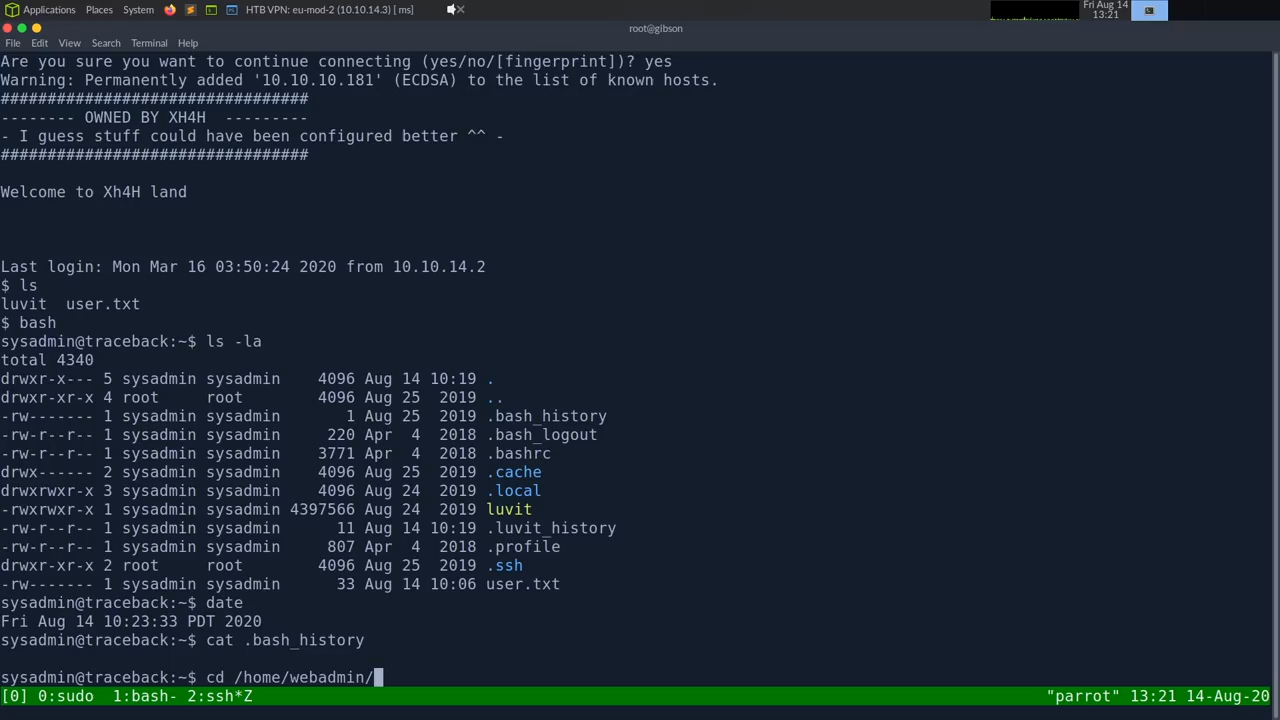 Applications Places System HTB VPN: eu-mod-2 (10.10.14.3) [ms] Fri Aug 14
13:21
root@gibson
File Edit View Search Terminal Help
Are you sure you want to continue connecting (yes/no/[fingerprint])? yes
Warning: Permanently added '10.10.10.181' (ECDSA) to the list of known hosts.
#################################
-------- OWNED BY XH4H  ---------
- I guess stuff could have been configured better ^^ -
#################################
Welcome to Xh4H land
Last login: Mon Mar 16 03:50:24 2020 from 10.10.14.2
$ ls
luvit  user.txt
$ bash
sysadmin@traceback:~$ ls -la
total 4340
drwxr-x--- 5 sysadmin sysadmin    4096 Aug 14 10:19 .
drwxr-xr-x 4 root     root        4096 Aug 25  2019 ..
-rw------- 1 sysadmin sysadmin       1 Aug 25  2019 .bash_history
-rw-r--r-- 1 sysadmin sysadmin     220 Apr  4  2018 .bash_logout
-rw-r--r-- 1 sysadmin sysadmin    3771 Apr  4  2018 .bashrc
drwx------ 2 sysadmin sysadmin    4096 Aug 25  2019 .cache
drwxrwxr-x 3 sysadmin sysadmin    4096 Aug 24  2019 .local
-rwxrwxr-x 1 sysadmin sysadmin 4397566 Aug 24  2019 luvit
-rw-r--r-- 1 sysadmin sysadmin      11 Aug 14 10:19 .luvit_history
-rw-r--r-- 1 sysadmin sysadmin     807 Apr  4  2018 .profile
drwxr-xr-x 2 root     root        4096 Aug 25  2019 .ssh
-rw------- 1 sysadmin sysadmin      33 Aug 14 10:06 user.txt
sysadmin@traceback:~$ date
Fri Aug 14 10:23:33 PDT 2020
sysadmin@traceback:~$ cat .bash_history
sysadmin@traceback:~$ cd /home/webadmin/
[0] 0:sudo  1:bash- 2:ssh*Z "parrot" 13:21 14-Aug-20